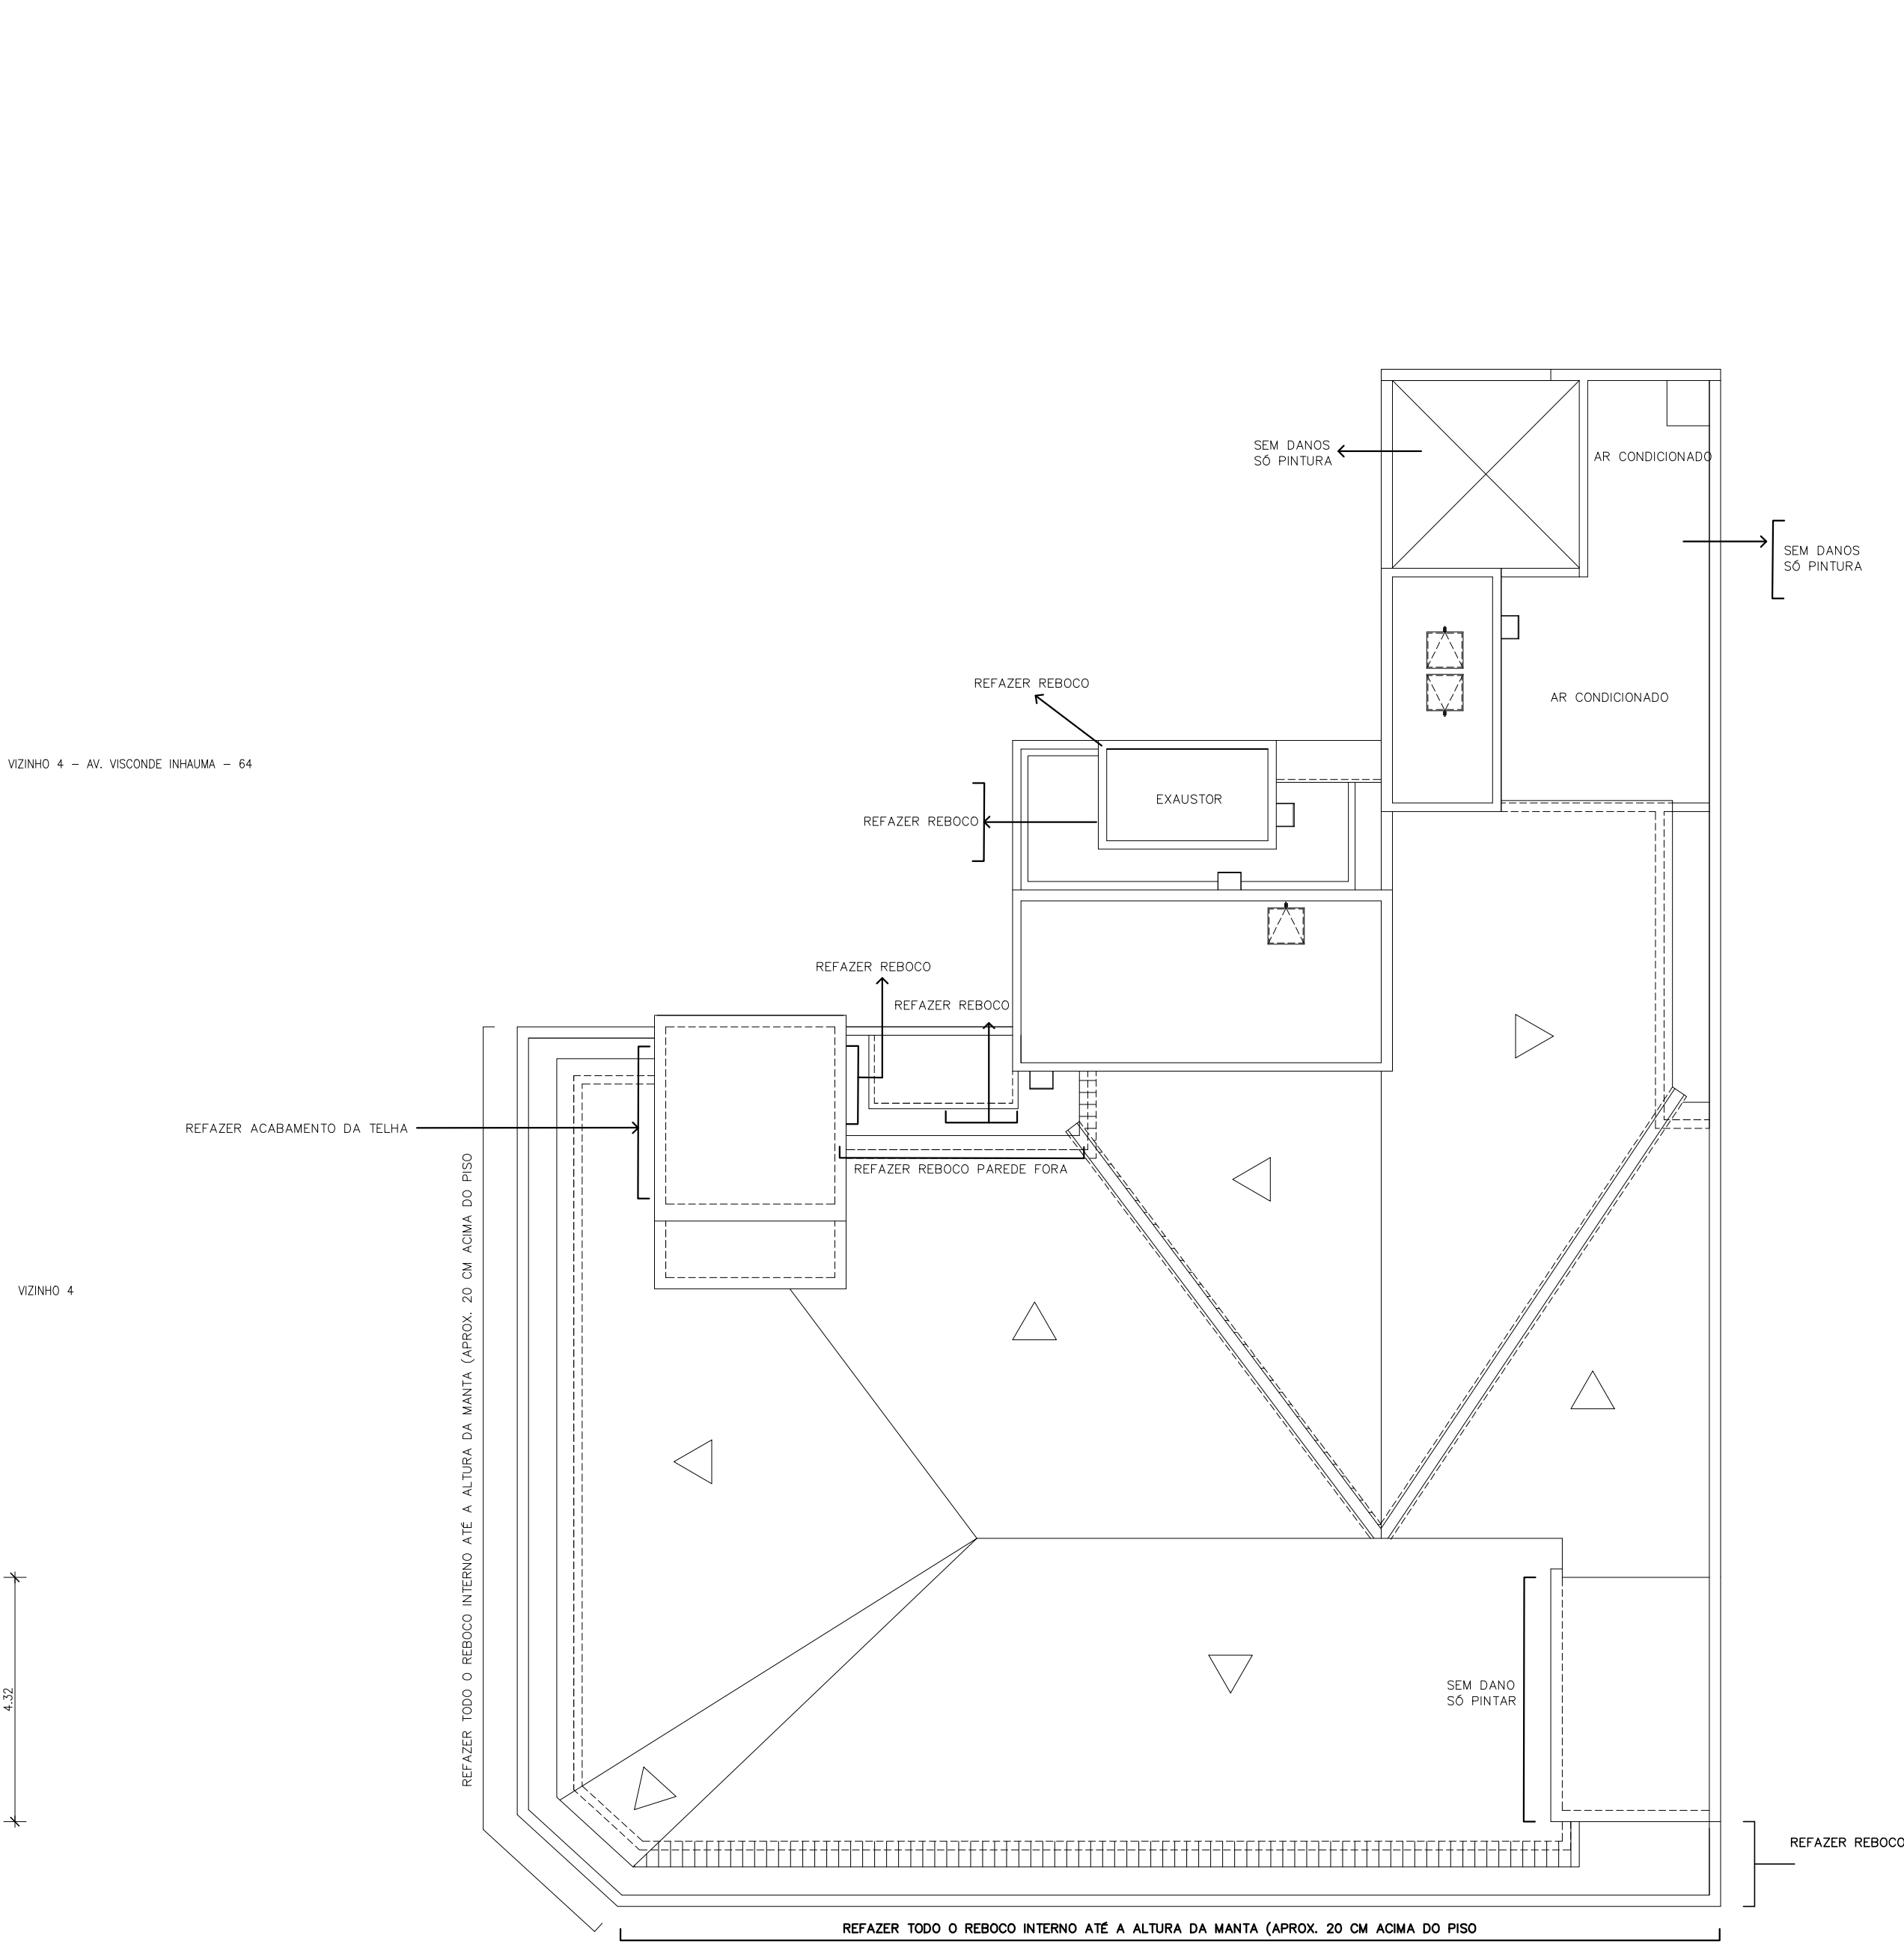 SEM DANOS
SÓ PINTURA
AR CONDICIONADO
SEM DANOS
SÓ PINTURA
REFAZER REBOCO
AR CONDICIONADO
VIZINHO 4 - AV. VISCONDE INHAUMA - 64
EXAUSTOR
REFAZER REBOCO
REFAZER REBOCO
REFAZER REBOCO
REFAZER ACABAMENTO DA TELHA
REFAZER REBOCO PAREDE FORA
VIZINHO 4
REFAZER TODO O REBOCO INTERNO ATÉ A ALTURA DA MANTA (APROX. 20 CM ACIMA DO PISO
4.32
SEM DANO
SÓ PINTAR
REFAZER REBOCO
REFAZER TODO O REBOCO INTERNO ATÉ A ALTURA DA MANTA (APROX. 20 CM ACIMA DO PISO